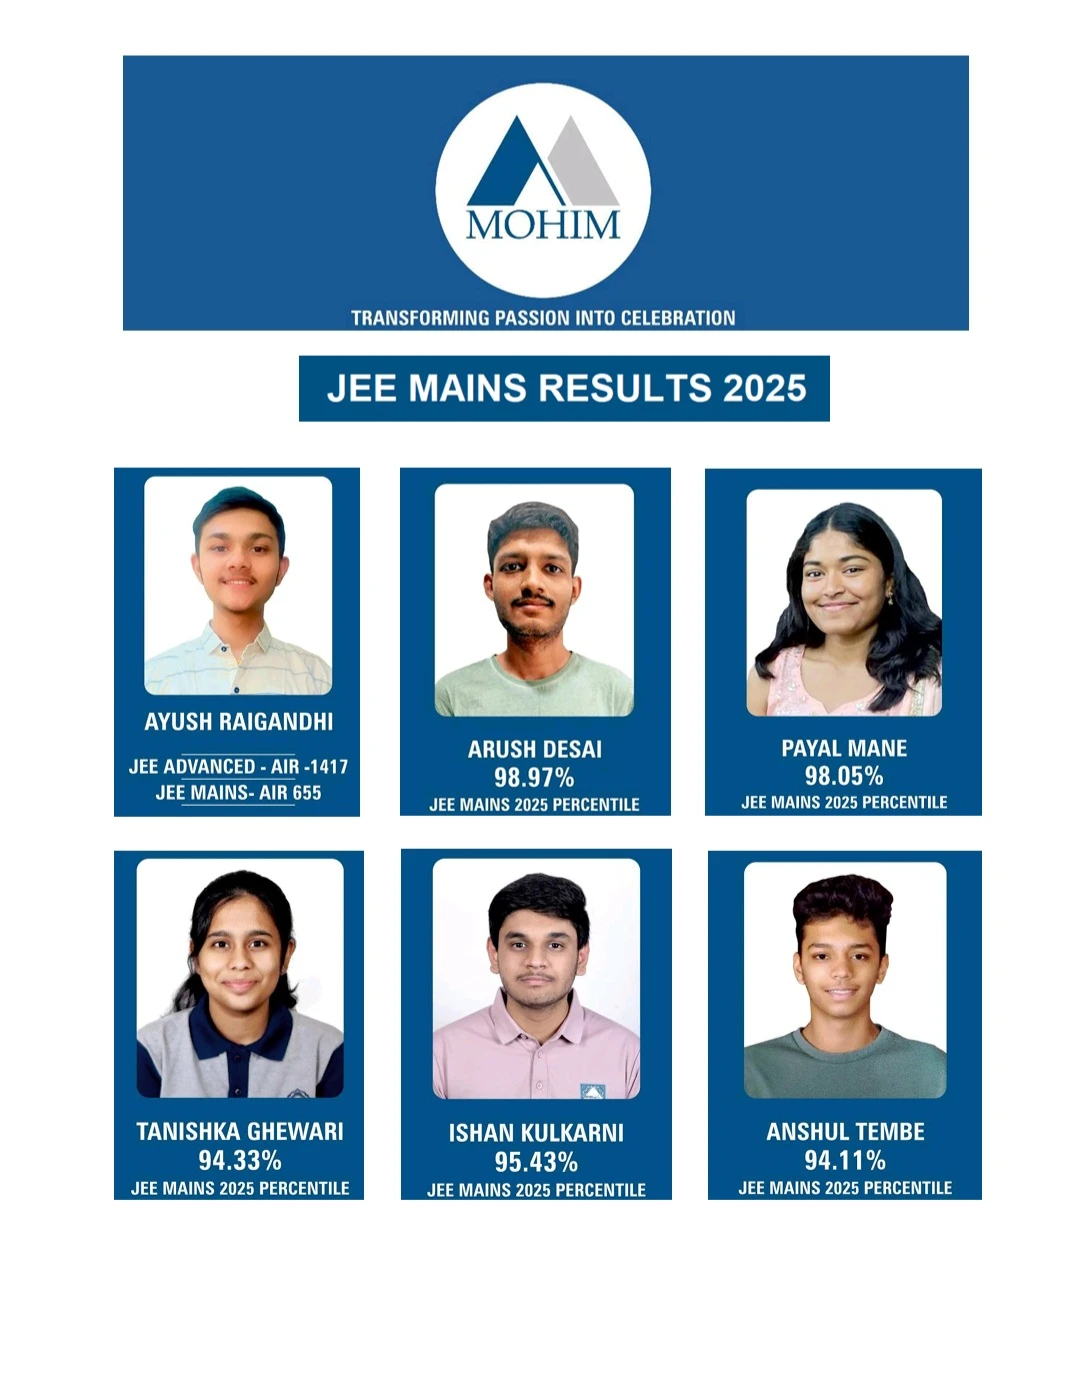 MOHIM
TRANSFORMING PASSION INTO CELEBRATION
JEE MAINS RESULTS 2025
AYUSH RAIGANDHI
JEE ADVANCED - AIR -1417
JEE MAINS- AIR 655
ARUSH DESAI
98.97%
JEE MAINS 2025 PERCENTILE
PAYAL MANE
98.05%
JEE MAINS 2025 PERCENTILE
TANISHKA GHEWARI
94.33%
JEE MAINS 2025 PERCENTILE
ISHAN KULKARNI
95.43%
JEE MAINS 2025 PERCENTILE
ANSHUL TEMBE
94.11%
JEE MAINS 2025 PERCENTILE